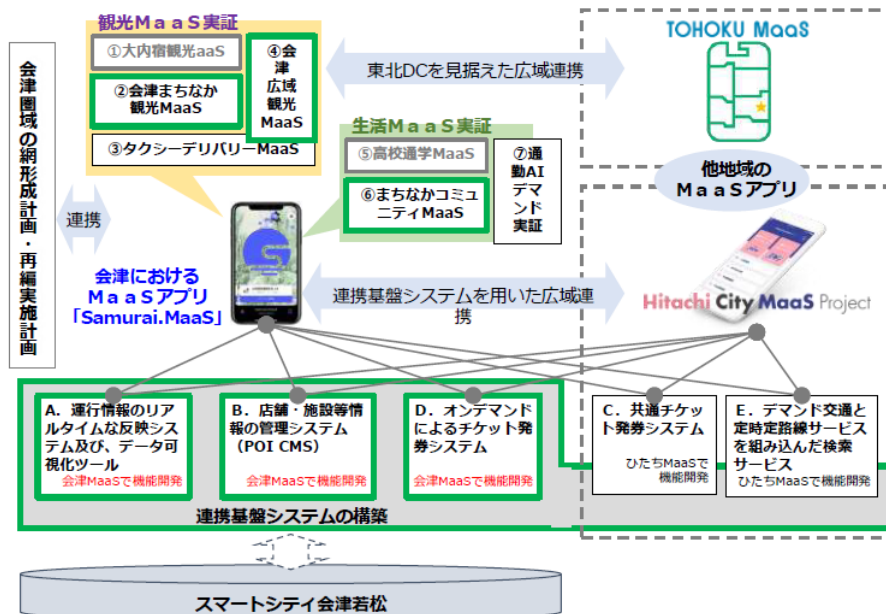 観光MaaS実証
①大内宿観光aaS
②会津まちなか
観光MaaS
③タクシーデリバリーMaaS
④会
津
広域
観光
MaaS
東北DCを見据えた広域連携
TOHOKU MaaS
会津圏域の網形成計画・再編実施計画
連携
生活MaaS実証
⑤高校通学MaaS
⑥まちなかコミュ
ニティMaaS
⑦通
勤AI
デマ
ンド
実証
他地域の
MaaSアプリ
会津における
MaaSアプリ
「Samurai.MaaS」
連携基盤システムを用いた広域連
携
Hitachi City MaaS Project
A．運行情報のリア
ルタイムな反映シス
テム及び、データ可
視化ツール
会津MaaSで機能開発
B．店舗・施設等情
報の管理システム
（POI CMS）
会津MaaSで機能開発
D．オンデマンド
によるチケット発
券システム
会津MaaSで機能開発
C．共通チケッ
ト発券システム
ひたちMaaSで
機能開発
E．デマンド交通と
定時定路線サービス
を組み込んだ検索
サービス
ひたちMaaSで機能開発
連携基盤システムの構築
スマートシティ会津若松